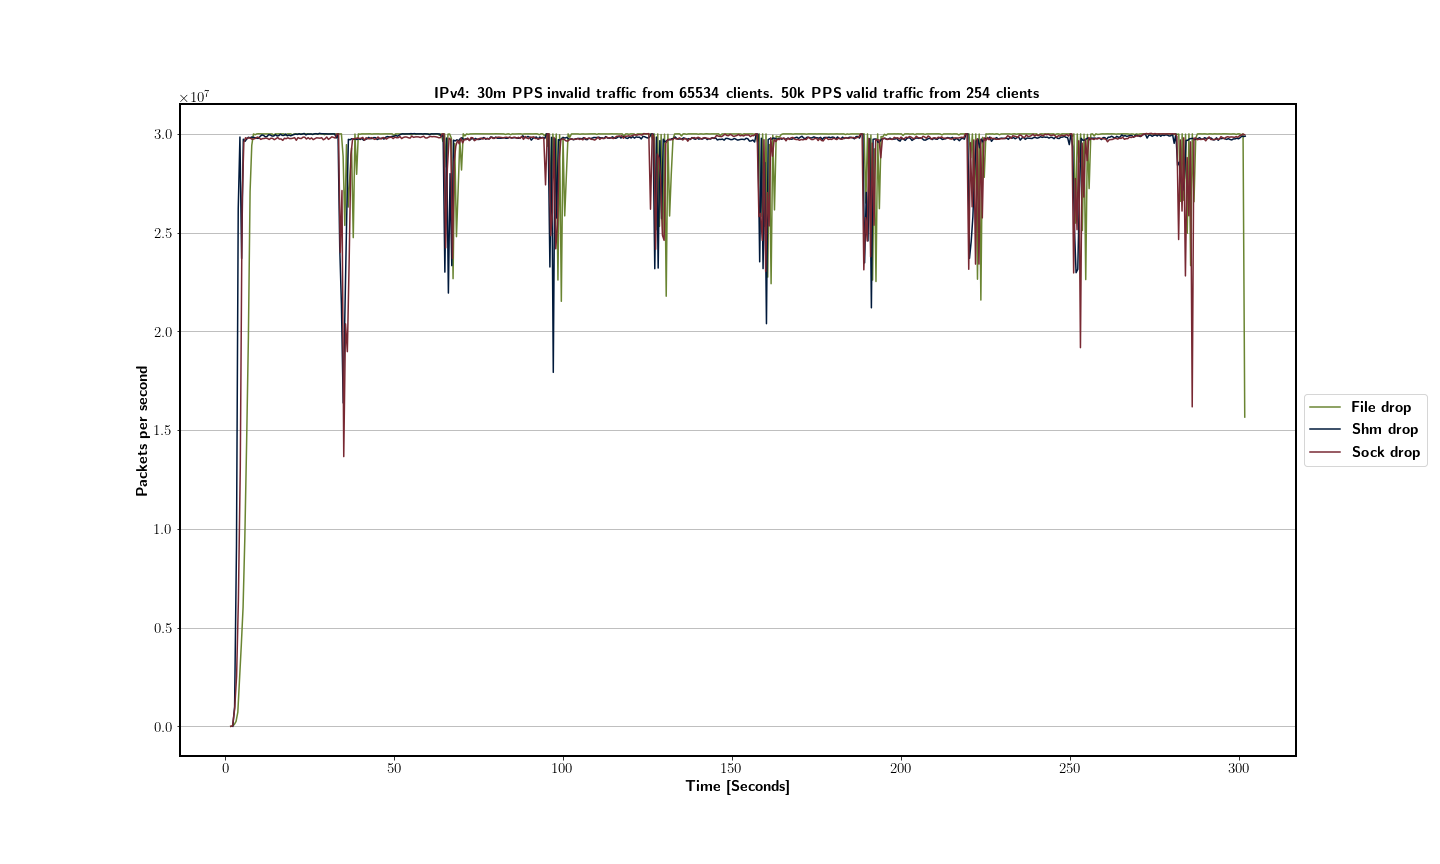 IPv4: 30m PPS invalid traffic from 65534 clients. 50k PPS valid traffic from 254 clients
×10⁷
3.0
2.5
2.0
1.5
1.0
0.5
0.0
Packets per second
0 50 100 150 200 250 300
Time [Seconds]
File drop
Shm drop
Sock drop